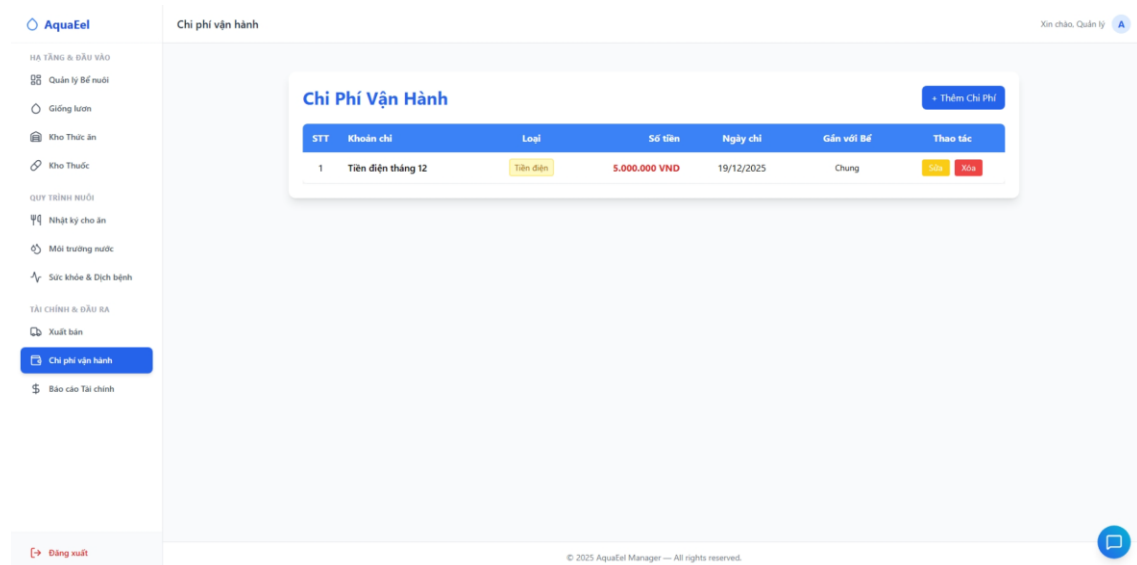 AquaEel
Chi phí vận hành
Xin chào, Quản lý
A
HẠ TẦNG & ĐẦU VÀO
Quản lý Bể nuôi
Giống lươn
Kho Thức ăn
Kho Thuốc
QUY TRÌNH NUÔI
Nhật ký cho ăn
Môi trường nước
Sức khỏe & Dịch bệnh
TÀI CHÍNH & ĐẦU RA
Xuất bán
Chi phí vận hành
Báo cáo Tài chính
Đăng xuất
Chi Phí Vận Hành
+ Thêm Chi Phí
STT Khoản chi Loại Số tiền Ngày chi Gắn với Bể Thao tác
1 Tiền điện tháng 12 Tiền điện 5.000.000 VND 19/12/2025 Chung Sửa Xóa
© 2025 AquaEel Manager — All rights reserved.